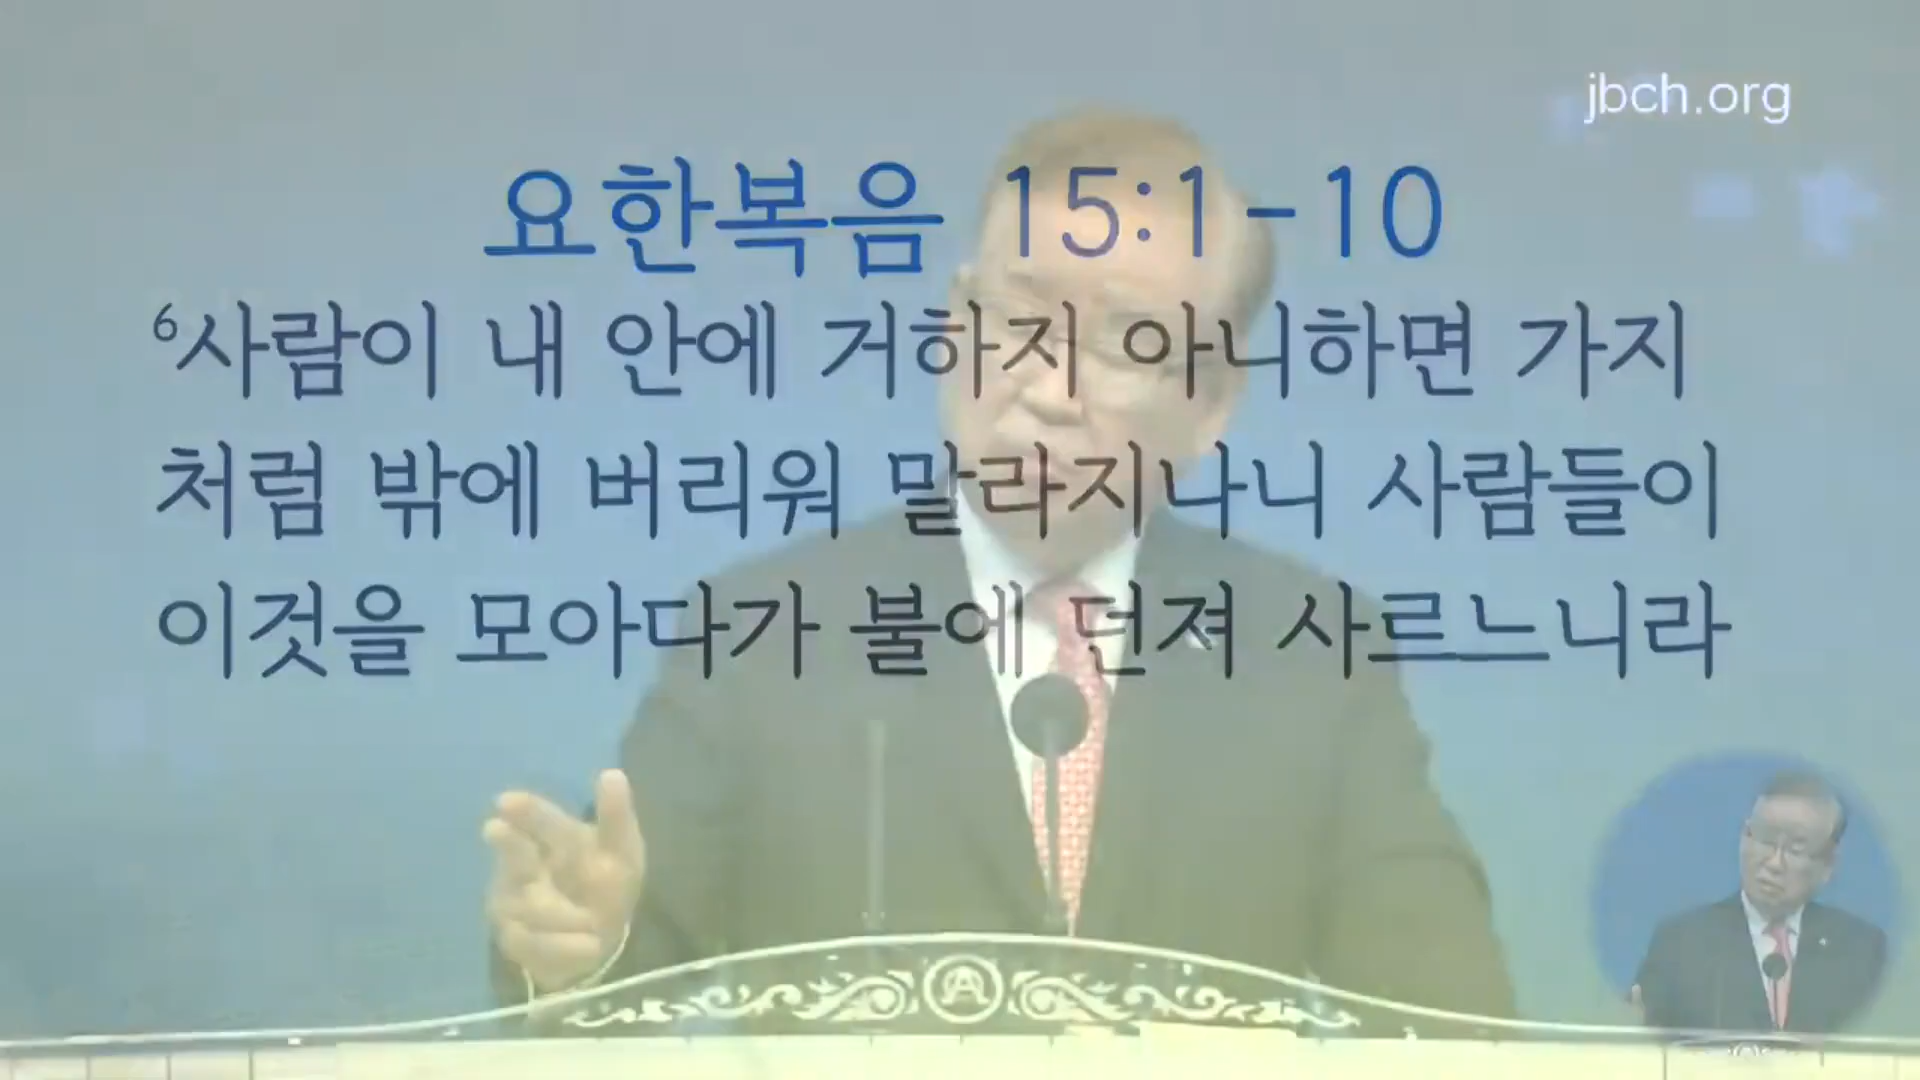 jbch.org
요한복음 15:1-10
6사람이 내 안에 거하지 아니하면 가지
처럼 밖에 버리워 말라지나니 사람들이
이것을 모아다가 불에 던져 사르느니라